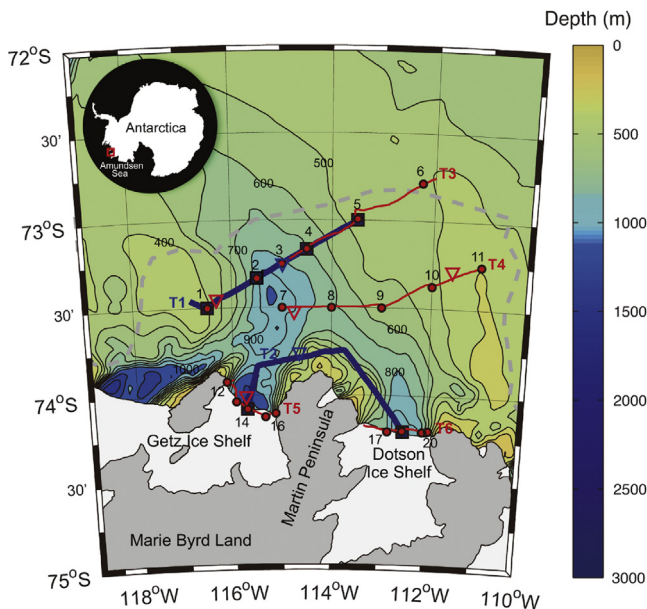 Depth (m)
72°S
30'
73°S
30'
74°S
30'
75°S
118°W
116°W
114°W
112°W
110°W
0
500
1000
1500
2000
2500
3000
Antarctica
Amundsen
Sea
500
600
400
700
900
1000
600
800
T1
T2
T3
T4
T5
T6
1
2
3
4
5
6
7
8
9
10
11
12
14
16
17
20
Getz Ice Shelf
Martin Peninsula
Dotson
Ice Shelf
Marie Byrd Land